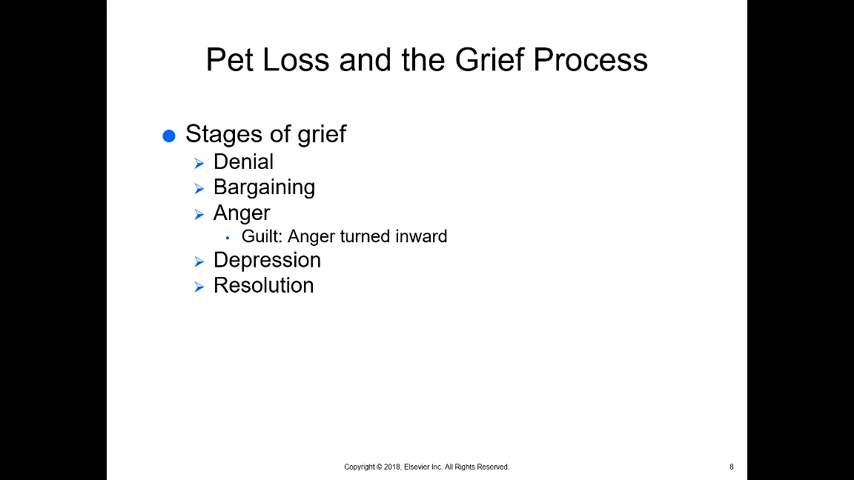 Pet Loss and the Grief Process
Stages of grief
Denial
Bargaining
Anger
Guilt: Anger turned inward
Depression
Resolution
Copyright © 2018, Elsevier Inc. All Rights Reserved.
8